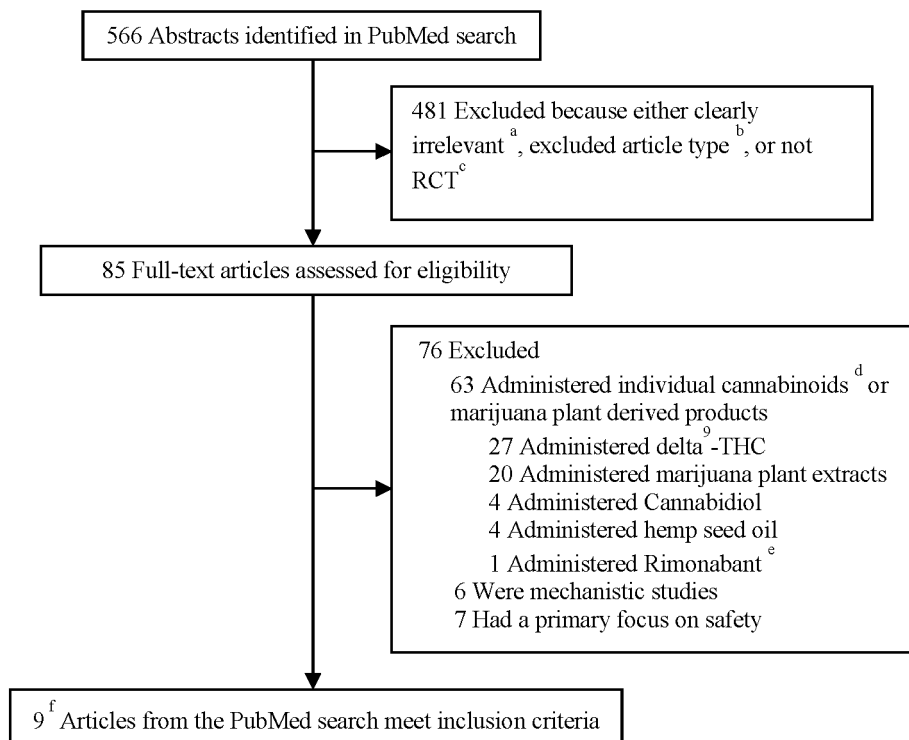 566 Abstracts identified in PubMed search
481 Excluded because either clearly
irrelevant a, excluded article type b, or not
RCT c
85 Full-text articles assessed for eligibility
76 Excluded
63 Administered individual cannabinoids d or
marijuana plant derived products
27 Administered delta9-THC
20 Administered marijuana plant extracts
4 Administered Cannabidiol
4 Administered hemp seed oil
1 Administered Rimonabant e
6 Were mechanistic studies
7 Had a primary focus on safety
9 f Articles from the PubMed search meet inclusion criteria